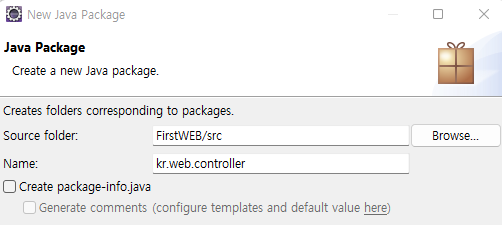 New Java Package
Java Package
Create a new Java package.
Creates folders corresponding to packages.
Source folder: FirstWEB/src Browse...
Name: kr.web.controller
Create package-info.java
Generate comments (configure templates and default value here)